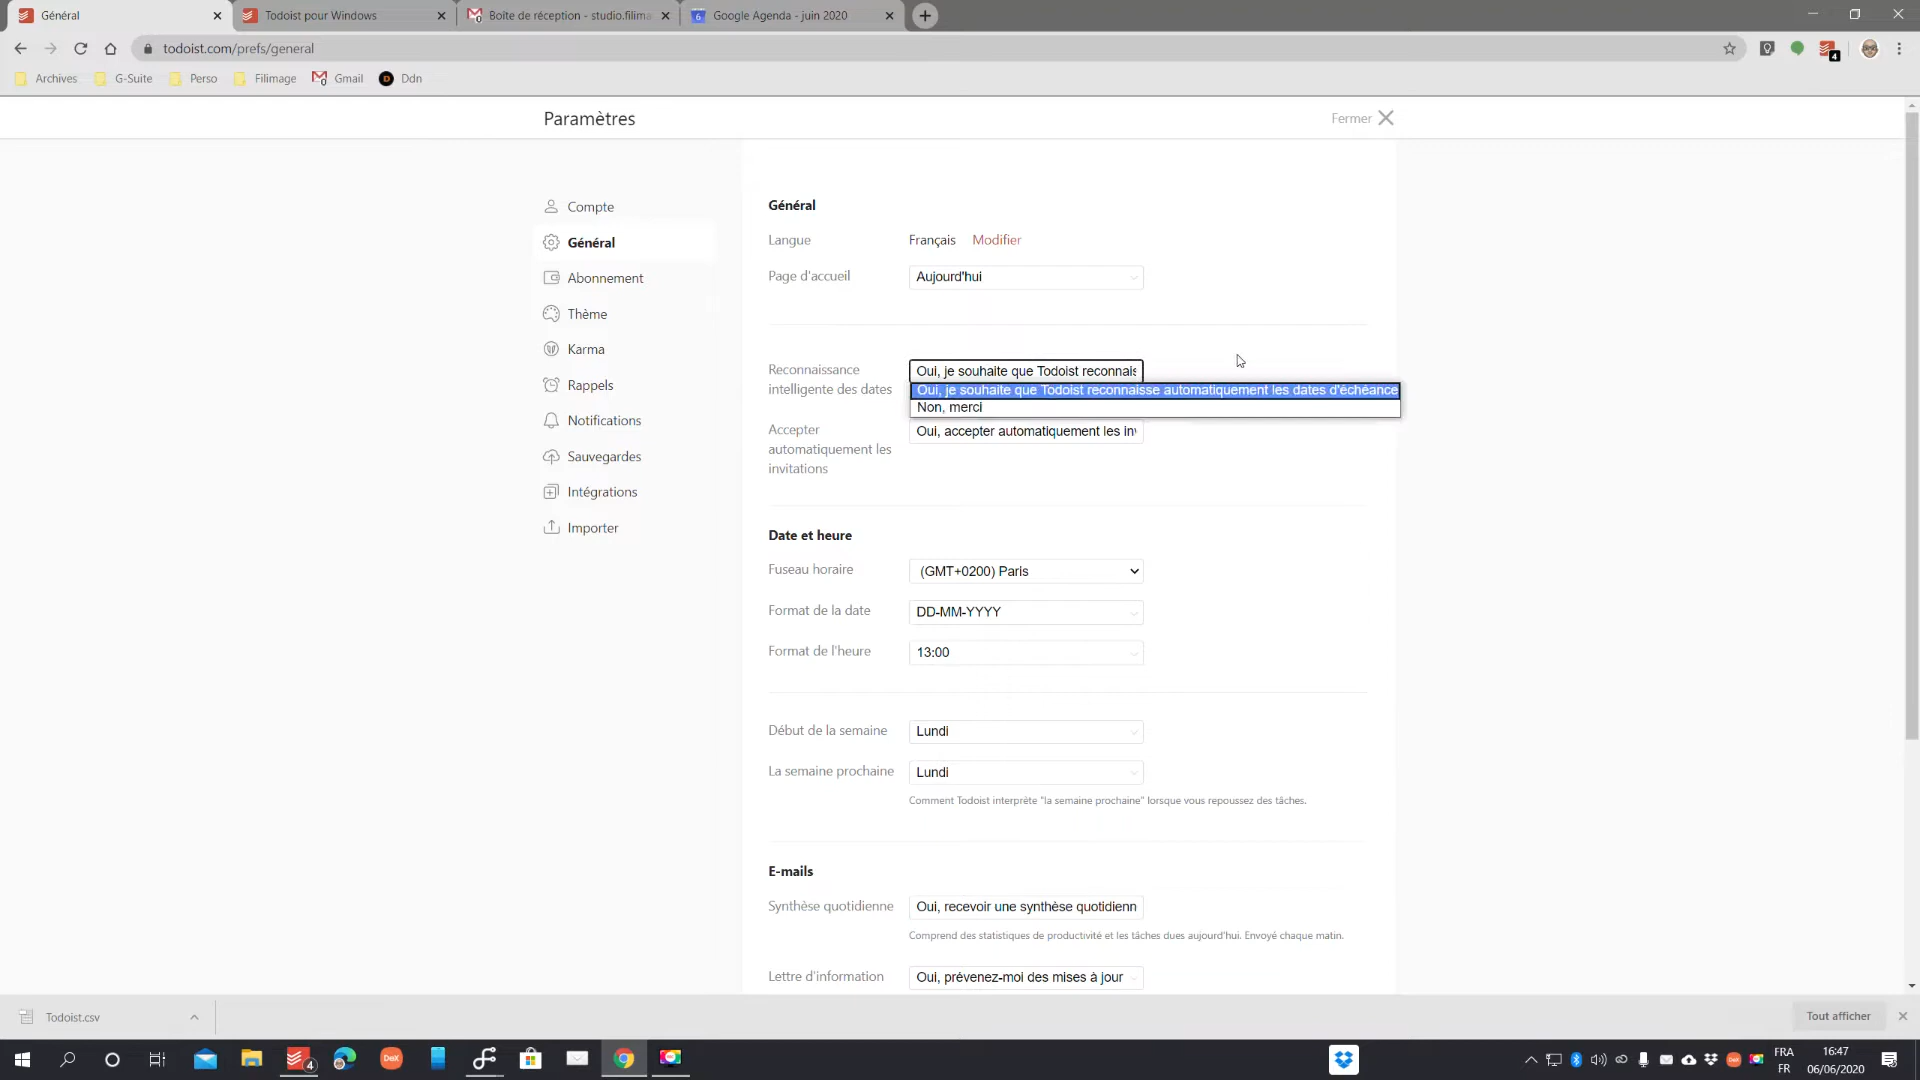 Général
Todoist pour Windows
Boîte de réception - studio.filima
6
Google Agenda - juin 2020
todoist.com/prefs/general
4
Archives
G-Suite
Perso
Filimage
Gmail
Ddn
Paramètres
Fermer
Compte
Général
Abonnement
Thème
Karma
Rappels
Notifications
Sauvegardes
Intégrations
Importer
Général
Langue
Français
Modifier
Page d'accueil
Aujourd'hui
Reconnaissance
intelligente des dates
Oui, je souhaite que Todoist reconnais
Oui, je souhaite que Todoist reconnaisse automatiquement les dates d'échéance
Non, merci
Accepter
automatiquement les
invitations
Oui, accepter automatiquement les inv
Date et heure
Fuseau horaire
(GMT+0200) Paris
Format de la date
DD-MM-YYYY
Format de l'heure
13:00
Début de la semaine
Lundi
La semaine prochaine
Lundi
Comment Todoist interprète "la semaine prochaine" lorsque vous repoussez des tâches.
E-mails
Synthèse quotidienne
Oui, recevoir une synthèse quotidienn
Comprend des statistiques de productivité et les tâches dues aujourd'hui. Envoyé chaque matin.
Lettre d'information
Oui, prévenez-moi des mises à jour
Todoist.csv
Tout afficher
4
DeX
FRA
FR
16:47
06/06/2020